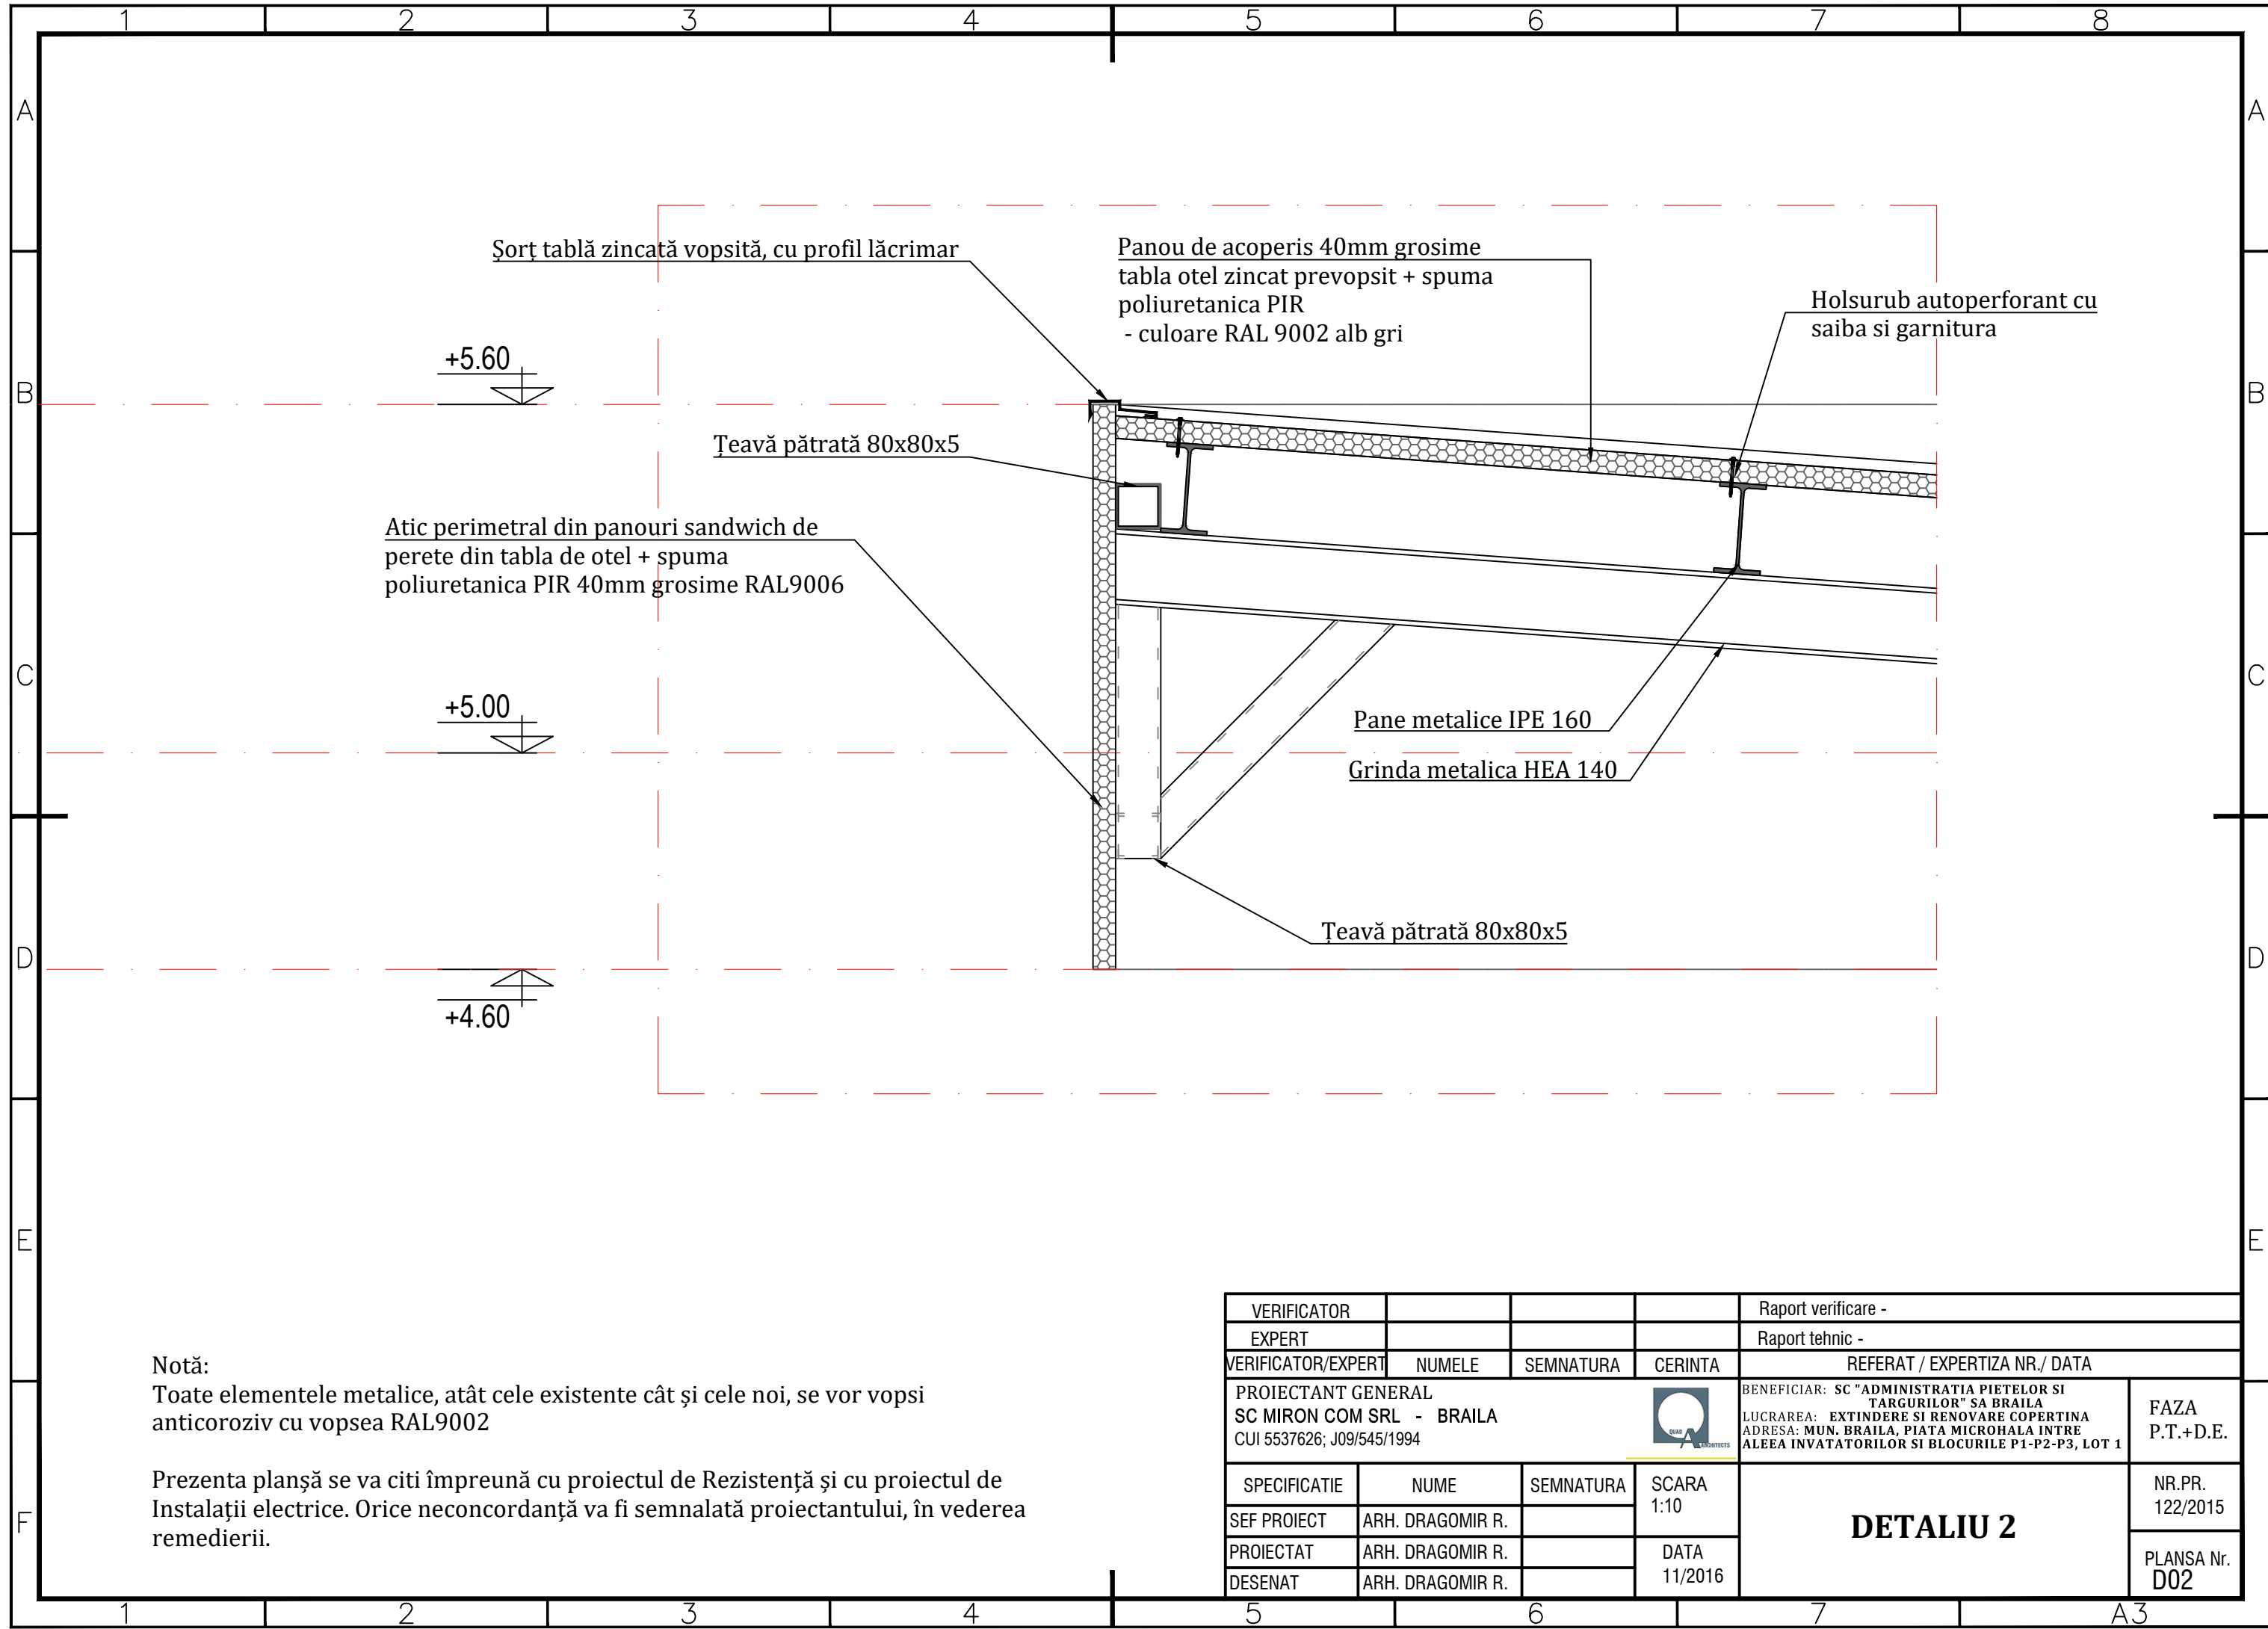 1 2 3 4 5 6 7 8
A A
B B
C C
D D
E E
F
Șorț tablă zincată vopsită, cu profil lăcrimar
Panou de acoperis 40mm grosime
tabla otel zincat prevopsit + spuma
poliuretanica PIR
- culoare RAL 9002 alb gri
Holsurub autoperforant cu
saiba si garnitura
+5.60
Țeavă pătrată 80x80x5
Atic perimetral din panouri sandwich de
perete din tabla de otel + spuma
poliuretanica PIR 40mm grosime RAL9006
+5.00
Pane metalice IPE 160
Grinda metalica HEA 140
Țeavă pătrată 80x80x5
+4.60
Notă:
Toate elementele metalice, atât cele existente cât și cele noi, se vor vopsi
anticoroziv cu vopsea RAL9002
Prezenta planșă se va citi împreună cu proiectul de Rezistență și cu proiectul de
Instalații electrice. Orice neconcordanță va fi semnalată proiectantului, în vederea
remedierii.
VERIFICATOR Raport verificare -
EXPERT Raport tehnic -
VERIFICATOR/EXPERT NUMELE SEMNATURA CERINTA REFERAT / EXPERTIZA NR./ DATA
PROIECTANT GENERAL
SC MIRON COM SRL - BRAILA
CUI 5537626; J09/545/1994
QUAD ARCHITECTS
BENEFICIAR: SC "ADMINISTRATIA PIETELOR SI
TARGURILOR" SA BRAILA
LUCRAREA: EXTINDERE SI RENOVARE COPERTINA
ADRESA: MUN. BRAILA, PIATA MICROHALA INTRE
ALEEA INVATATORILOR SI BLOCURILE P1-P2-P3, LOT 1
FAZA
P.T.+D.E.
SPECIFICATIE NUME SEMNATURA SCARA
1:10
SEF PROIECT ARH. DRAGOMIR R.
PROIECTAT ARH. DRAGOMIR R.
DESENAT ARH. DRAGOMIR R.
DATA
11/2016
DETALIU 2
NR.PR.
122/2015
PLANSA Nr.
D02
1 2 3 4 5 6 7 A3